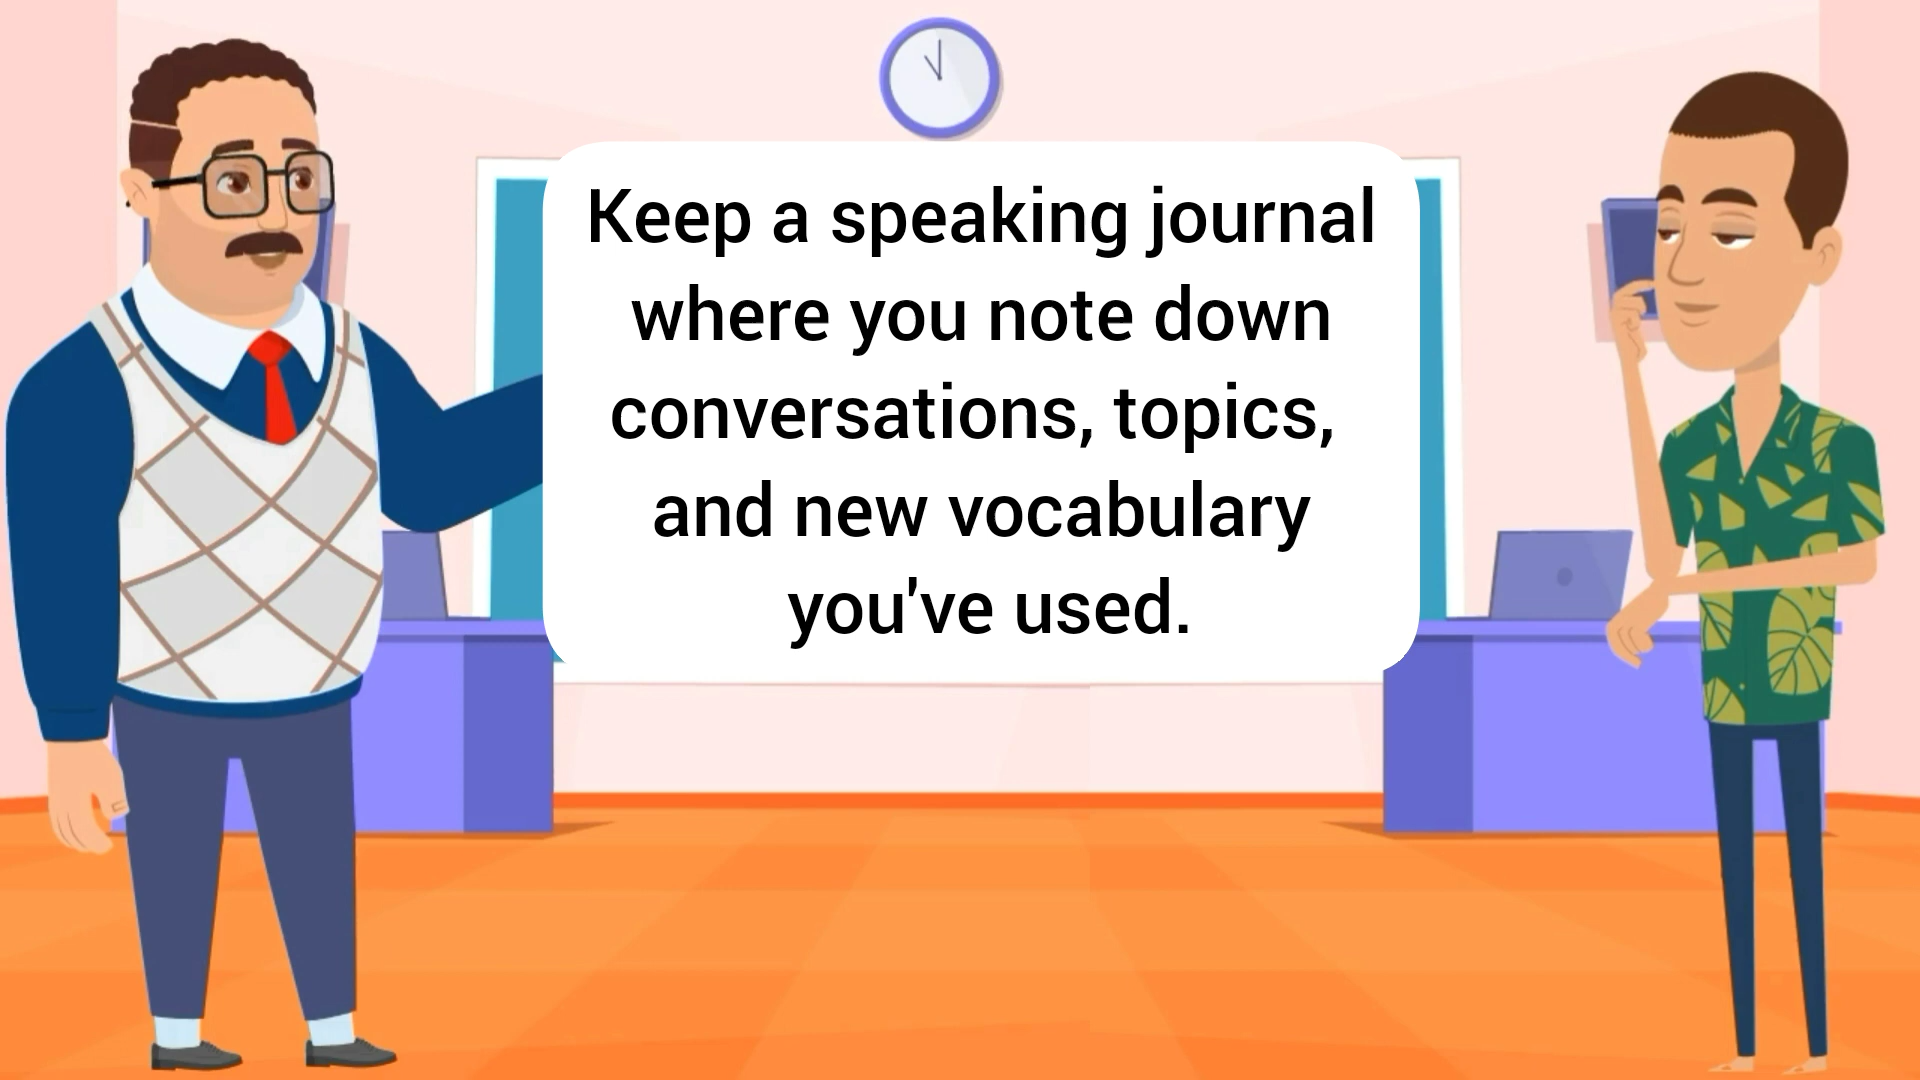 Keep a speaking journal
where you note down
conversations, topics,
and new vocabulary
you've used.